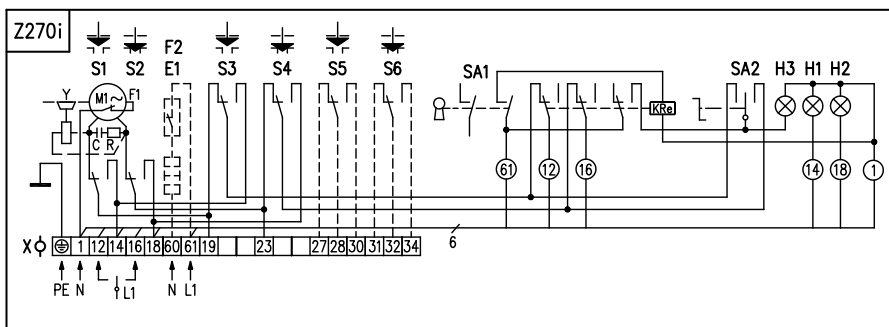 Z270i
F2
S1 S2 E1 S3 S4 S5 S6 SA1 SA2 H3 H1 H2
Y M1~ F1
KRe
C R
61 12 16 14 18 1
X
1 12 14 16 18 60 61 19 23 27 28 30 31 32 34
6
PE N L1 N L1